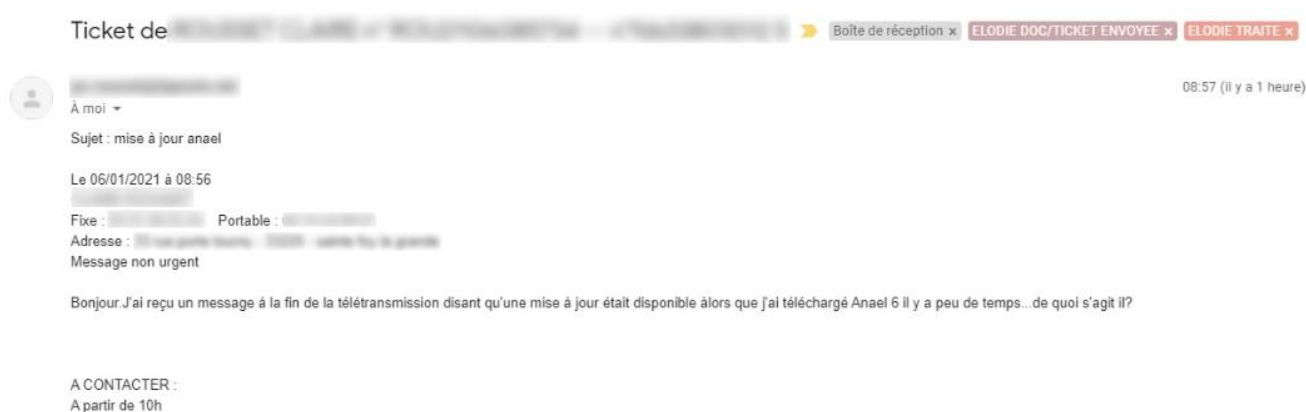 Ticket de
Boîte de réception x ELODIE DOC/TICKET ENVOYEE x ELODIE TRAITE x
08:57 (il y a 1 heure)
À moi
Sujet : mise à jour anael
Le 06/01/2021 à 08:56
Fixe : Portable :
Adresse :
Message non urgent
Bonjour.J'ai reçu un message à la fin de la télétransmission disant qu'une mise à jour était disponible àlors que j'ai téléchargé Anael 6 il y a peu de temps...de quoi s'agit il?
A CONTACTER :
A partir de 10h